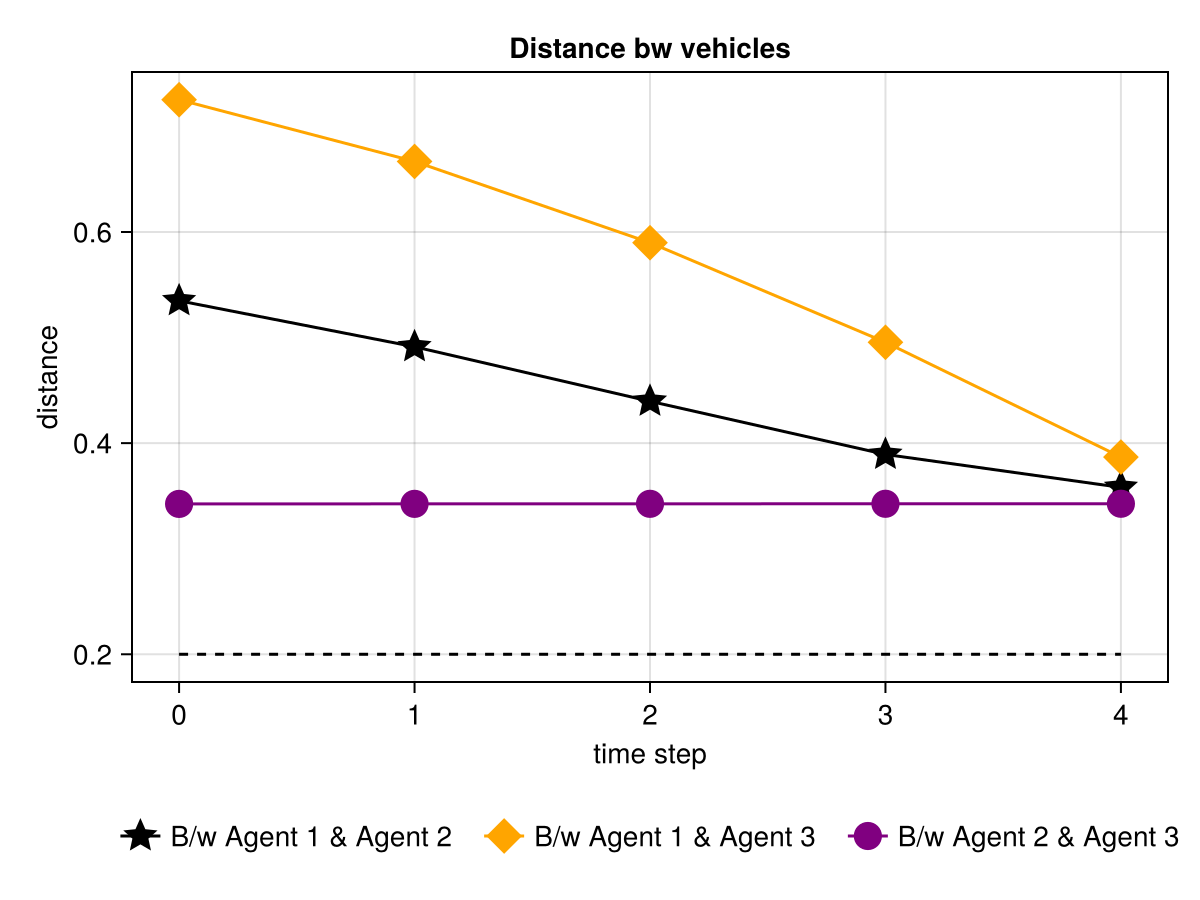 Distance bw vehicles
distance
0.6
0.4
0.2
0 1 2 3 4
time step
B/w Agent 1 & Agent 2 B/w Agent 1 & Agent 3 B/w Agent 2 & Agent 3